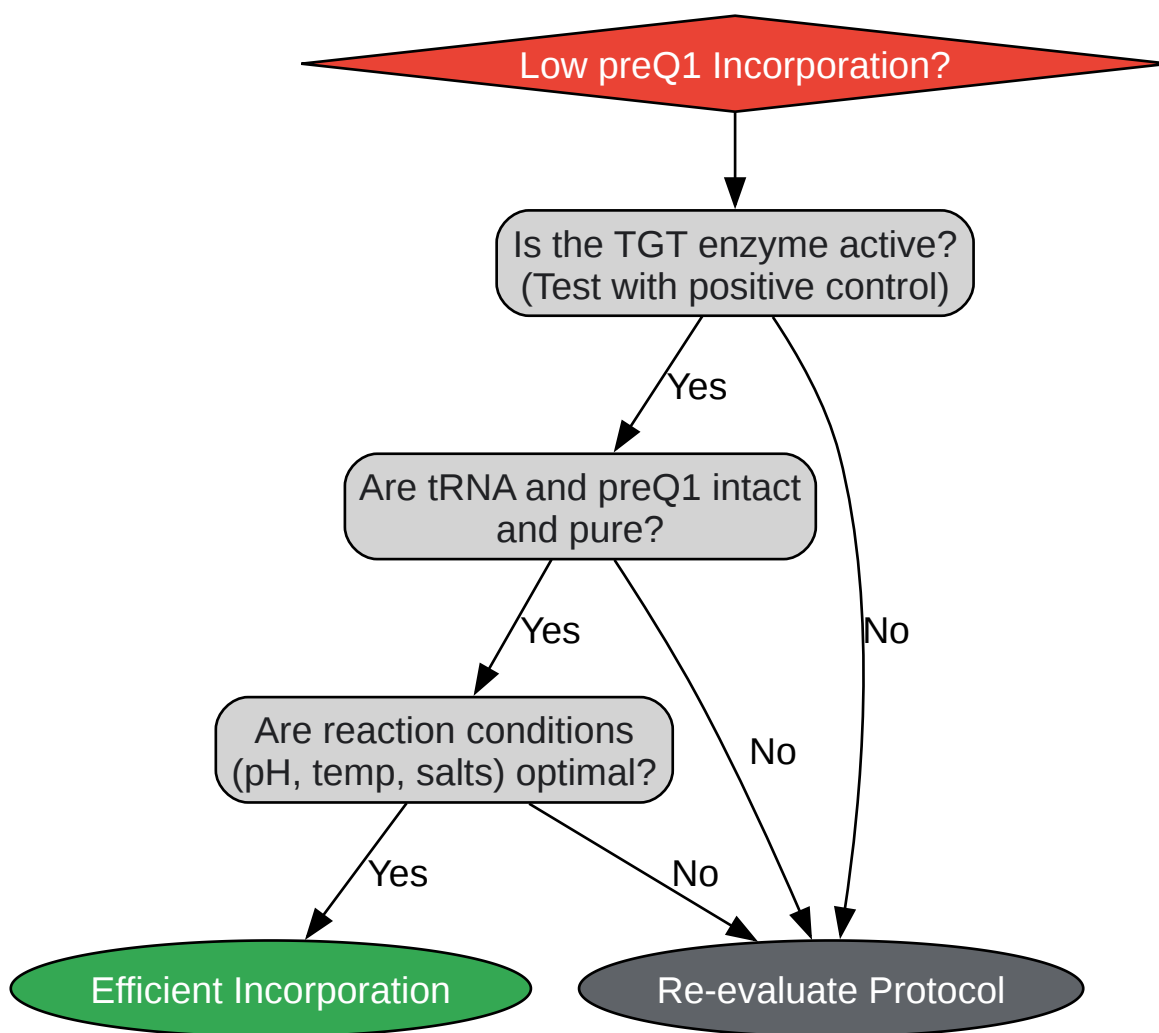 Low preQ1 Incorporation?
Is the TGT enzyme active?
(Test with positive control)
Yes
Are tRNA and preQ1 intact
and pure?
Yes
No
Are reaction conditions
(pH, temp, salts) optimal?
No
Yes
No
Efficient Incorporation
Re-evaluate Protocol